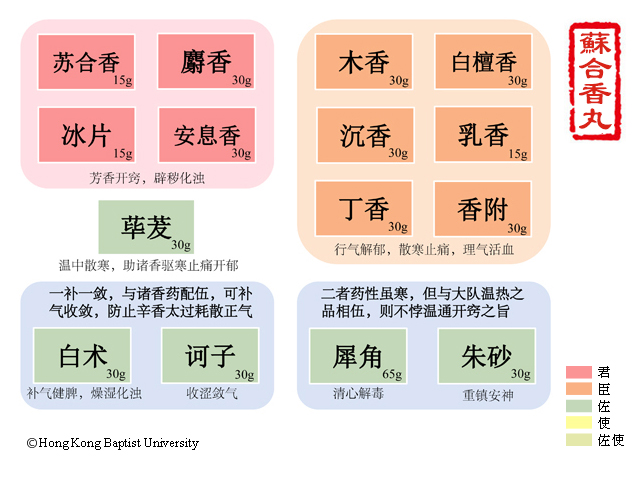 蘇合香丸
苏合香
15g
麝香
30g
冰片
15g
安息香
30g
芳香开窍，辟秽化浊
木香
30g
白檀香
30g
沉香
30g
乳香
15g
丁香
30g
香附
30g
行气解郁，散寒止痛，理气活血
荜茇
30g
温中散寒，助诸香驱寒止痛开郁
一补一敛，与诸香药配伍，可补
气收敛，防止辛香太过耗散正气
白术
30g
诃子
30g
补气健脾，燥湿化浊
收涩敛气
二者药性虽寒，但与大队温热之
品相伍，则不悖温通开窍之旨
犀角
65g
朱砂
30g
清心解毒
重镇安神
君
臣
佐
使
佐使
©Hong Kong Baptist University